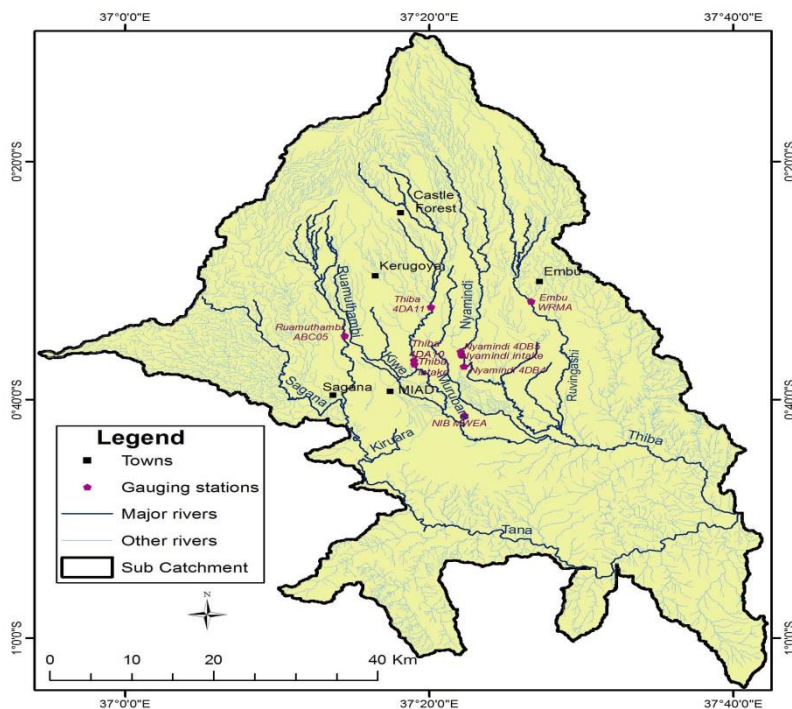 37°0'0"E
37°20'0"E
37°40'0"E
0°20'0"S
0°20'0"S
Castle
Forest
Kerugoya
Embu
Thiba
4DA11
Embu
WRMA
Ruamuthambi
Nyamindi
Ruamuthambi
ABC05
Thiba
4DA10
Thiba
Intake
Nyamindi 4DB5
Nyamindi intake
Nyamindi 4DB4
Kiwe
Ruvingashi
Sagana
Sagana
MIAD
Murubara
0°40'0"S
0°40'0"S
NIB MWEA
Kiruara
Thiba
Legend
Towns
Gauging stations
Major rivers
Other rivers
Sub Catchment
Tana
N
1°0'0"S
1°0'0"S
0
10
20
40 Km
37°0'0"E
37°20'0"E
37°40'0"E